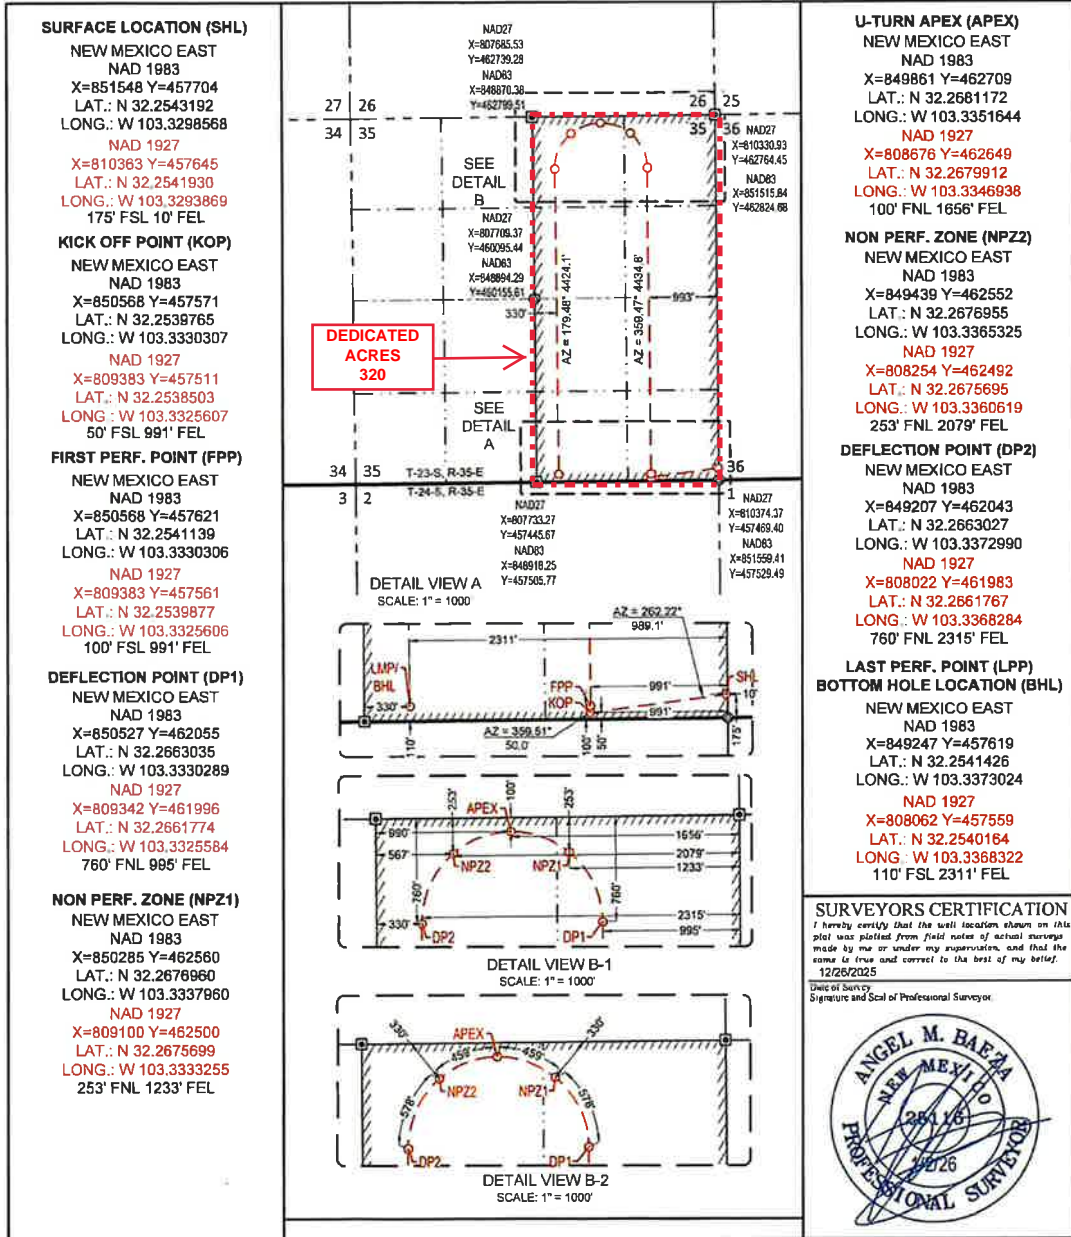 SURFACE LOCATION (SHL)
NEW MEXICO EAST
NAD 1983
X=851548 Y=457704
LAT.: N 32.2543192
LONG.: W 103.3298568
NAD 1927
X=810363 Y=457645
LAT.: N 32.2541930
LONG.: W 103.3293869
175' FSL 10' FEL
KICK OFF POINT (KOP)
NEW MEXICO EAST
NAD 1983
X=850568 Y=457571
LAT.: N 32.2539765
LONG.: W 103.3330307
NAD 1927
X=809383 Y=457511
LAT.: N 32.2538503
LONG.: W 103.3325607
50' FSL 991' FEL
FIRST PERF. POINT (FPP)
NEW MEXICO EAST
NAD 1983
X=850568 Y=457621
LAT.: N 32.2541139
LONG.: W 103.3330306
NAD 1927
X=809383 Y=457561
LAT.: N 32.2539877
LONG.: W 103.3325606
100' FSL 991' FEL
DEFLECTION POINT (DP1)
NEW MEXICO EAST
NAD 1983
X=850527 Y=462055
LAT.: N 32.2663035
LONG.: W 103.3330289
NAD 1927
X=809342 Y=461996
LAT.: N 32.2661774
LONG.: W 103.3325584
760' FNL 995' FEL
NON PERF. ZONE (NPZ1)
NEW MEXICO EAST
NAD 1983
X=850285 Y=462560
LAT.: N 32.2676960
LONG.: W 103.3337960
NAD 1927
X=809100 Y=462500
LAT.: N 32.2675699
LONG.: W 103.3333255
253' FNL 1233' FEL
NAD27
X=807685.53
Y=462739.28
NAD83
X=848870.38
Y=462799.51
27 26
34 35
26 25
35 36
NAD27
X=810330.93
Y=462764.45
NAD83
X=851515.84
Y=462824.68
SEE
DETAIL
B
NAD27
X=807709.37
Y=460095.44
NAD83
X=848894.29
Y=460155.61
330'
AZ = 179.48° 4424.1'
AZ = 359.47° 4434.8'
993'
DEDICATED
ACRES
320
SEE
DETAIL
A
34 35
T-23-S, R-35-E
3 2
T-24-S, R-35-E
36
1
NAD27
X=807733.27
Y=457445.67
NAD83
X=848918.25
Y=457505.77
NAD27
X=810374.37
Y=457469.40
NAD83
X=851559.41
Y=457529.49
DETAIL VIEW A
SCALE: 1" = 1000'
AZ = 262.22°
989.1'
2311'
LMP/
BHL
330'
FPP
KOP
991'
991'
SHL
10'
AZ = 359.51°
50.0'
110'
100'
50'
175'
253'
100'
253'
APEX
990'
1656'
567'
2079'
NPZ2
NPZ1
1233'
760'
760'
330'
2315'
DP2
DP1
995'
DETAIL VIEW B-1
SCALE: 1" = 1000'
330'
APEX
330'
459'
459'
NPZ2
NPZ1
578'
578'
DP2
DP1
DETAIL VIEW B-2
SCALE: 1" = 1000'
U-TURN APEX (APEX)
NEW MEXICO EAST
NAD 1983
X=849861 Y=462709
LAT.: N 32.2681172
LONG.: W 103.3351644
NAD 1927
X=808676 Y=462649
LAT.: N 32.2679912
LONG.: W 103.3346938
100' FNL 1656' FEL
NON PERF. ZONE (NPZ2)
NEW MEXICO EAST
NAD 1983
X=849439 Y=462552
LAT.: N 32.2676955
LONG.: W 103.3365325
NAD 1927
X=808254 Y=462492
LAT.: N 32.2675695
LONG.: W 103.3360619
253' FNL 2079' FEL
DEFLECTION POINT (DP2)
NEW MEXICO EAST
NAD 1983
X=849207 Y=462043
LAT.: N 32.2663027
LONG.: W 103.3372990
NAD 1927
X=808022 Y=461983
LAT.: N 32.2661767
LONG.: W 103.3368284
760' FNL 2315' FEL
LAST PERF. POINT (LPP)
BOTTOM HOLE LOCATION (BHL)
NEW MEXICO EAST
NAD 1983
X=849247 Y=457619
LAT.: N 32.2541426
LONG.: W 103.3373024
NAD 1927
X=808062 Y=457559
LAT.: N 32.2540164
LONG.: W 103.3368322
110' FSL 2311' FEL
SURVEYORS CERTIFICATION
I hereby certify that the well location shown on this
plat was plotted from field notes of actual surveys
made by me or under my supervision, and that the
same is true and correct to the best of my belief.
12/26/2025
Date of Survey
Signature and Seal of Professional Surveyor
ANGEL M. BAEZA
NEW MEXICO
25116
1/2/26
PROFESSIONAL SURVEYOR